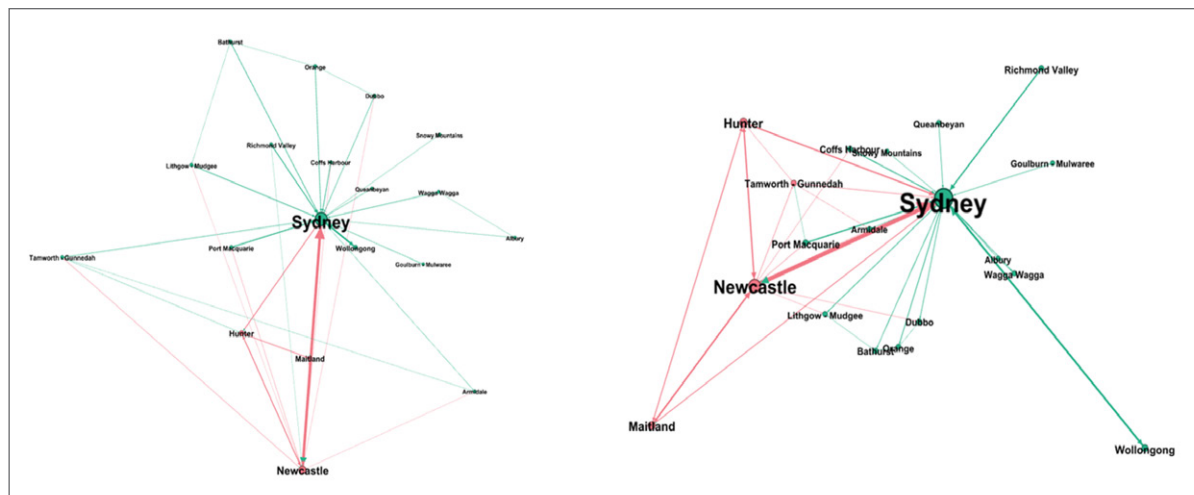 Bathurst
Orange
Dubbo
Snowy Mountains
Richmond Valley
Coffs Harbour
Lithgow - Mudgee
Queanbeyan
Wagga Wagga
Sydney
Albury
Port Macquarie
Wollongong
Tamworth - Gunnedah
Goulburn - Mulwaree
Hunter
Maitland
Armidale
Newcastle
Richmond Valley
Hunter
Queanbeyan
Coffs Harbour
Snowy Mountains
Goulburn - Mulwaree
Tamworth - Gunnedah
Sydney
Armidale
Port Macquarie
Albury
Wagga Wagga
Newcastle
Lithgow - Mudgee
Dubbo
Orange
Bathurst
Maitland
Wollongong